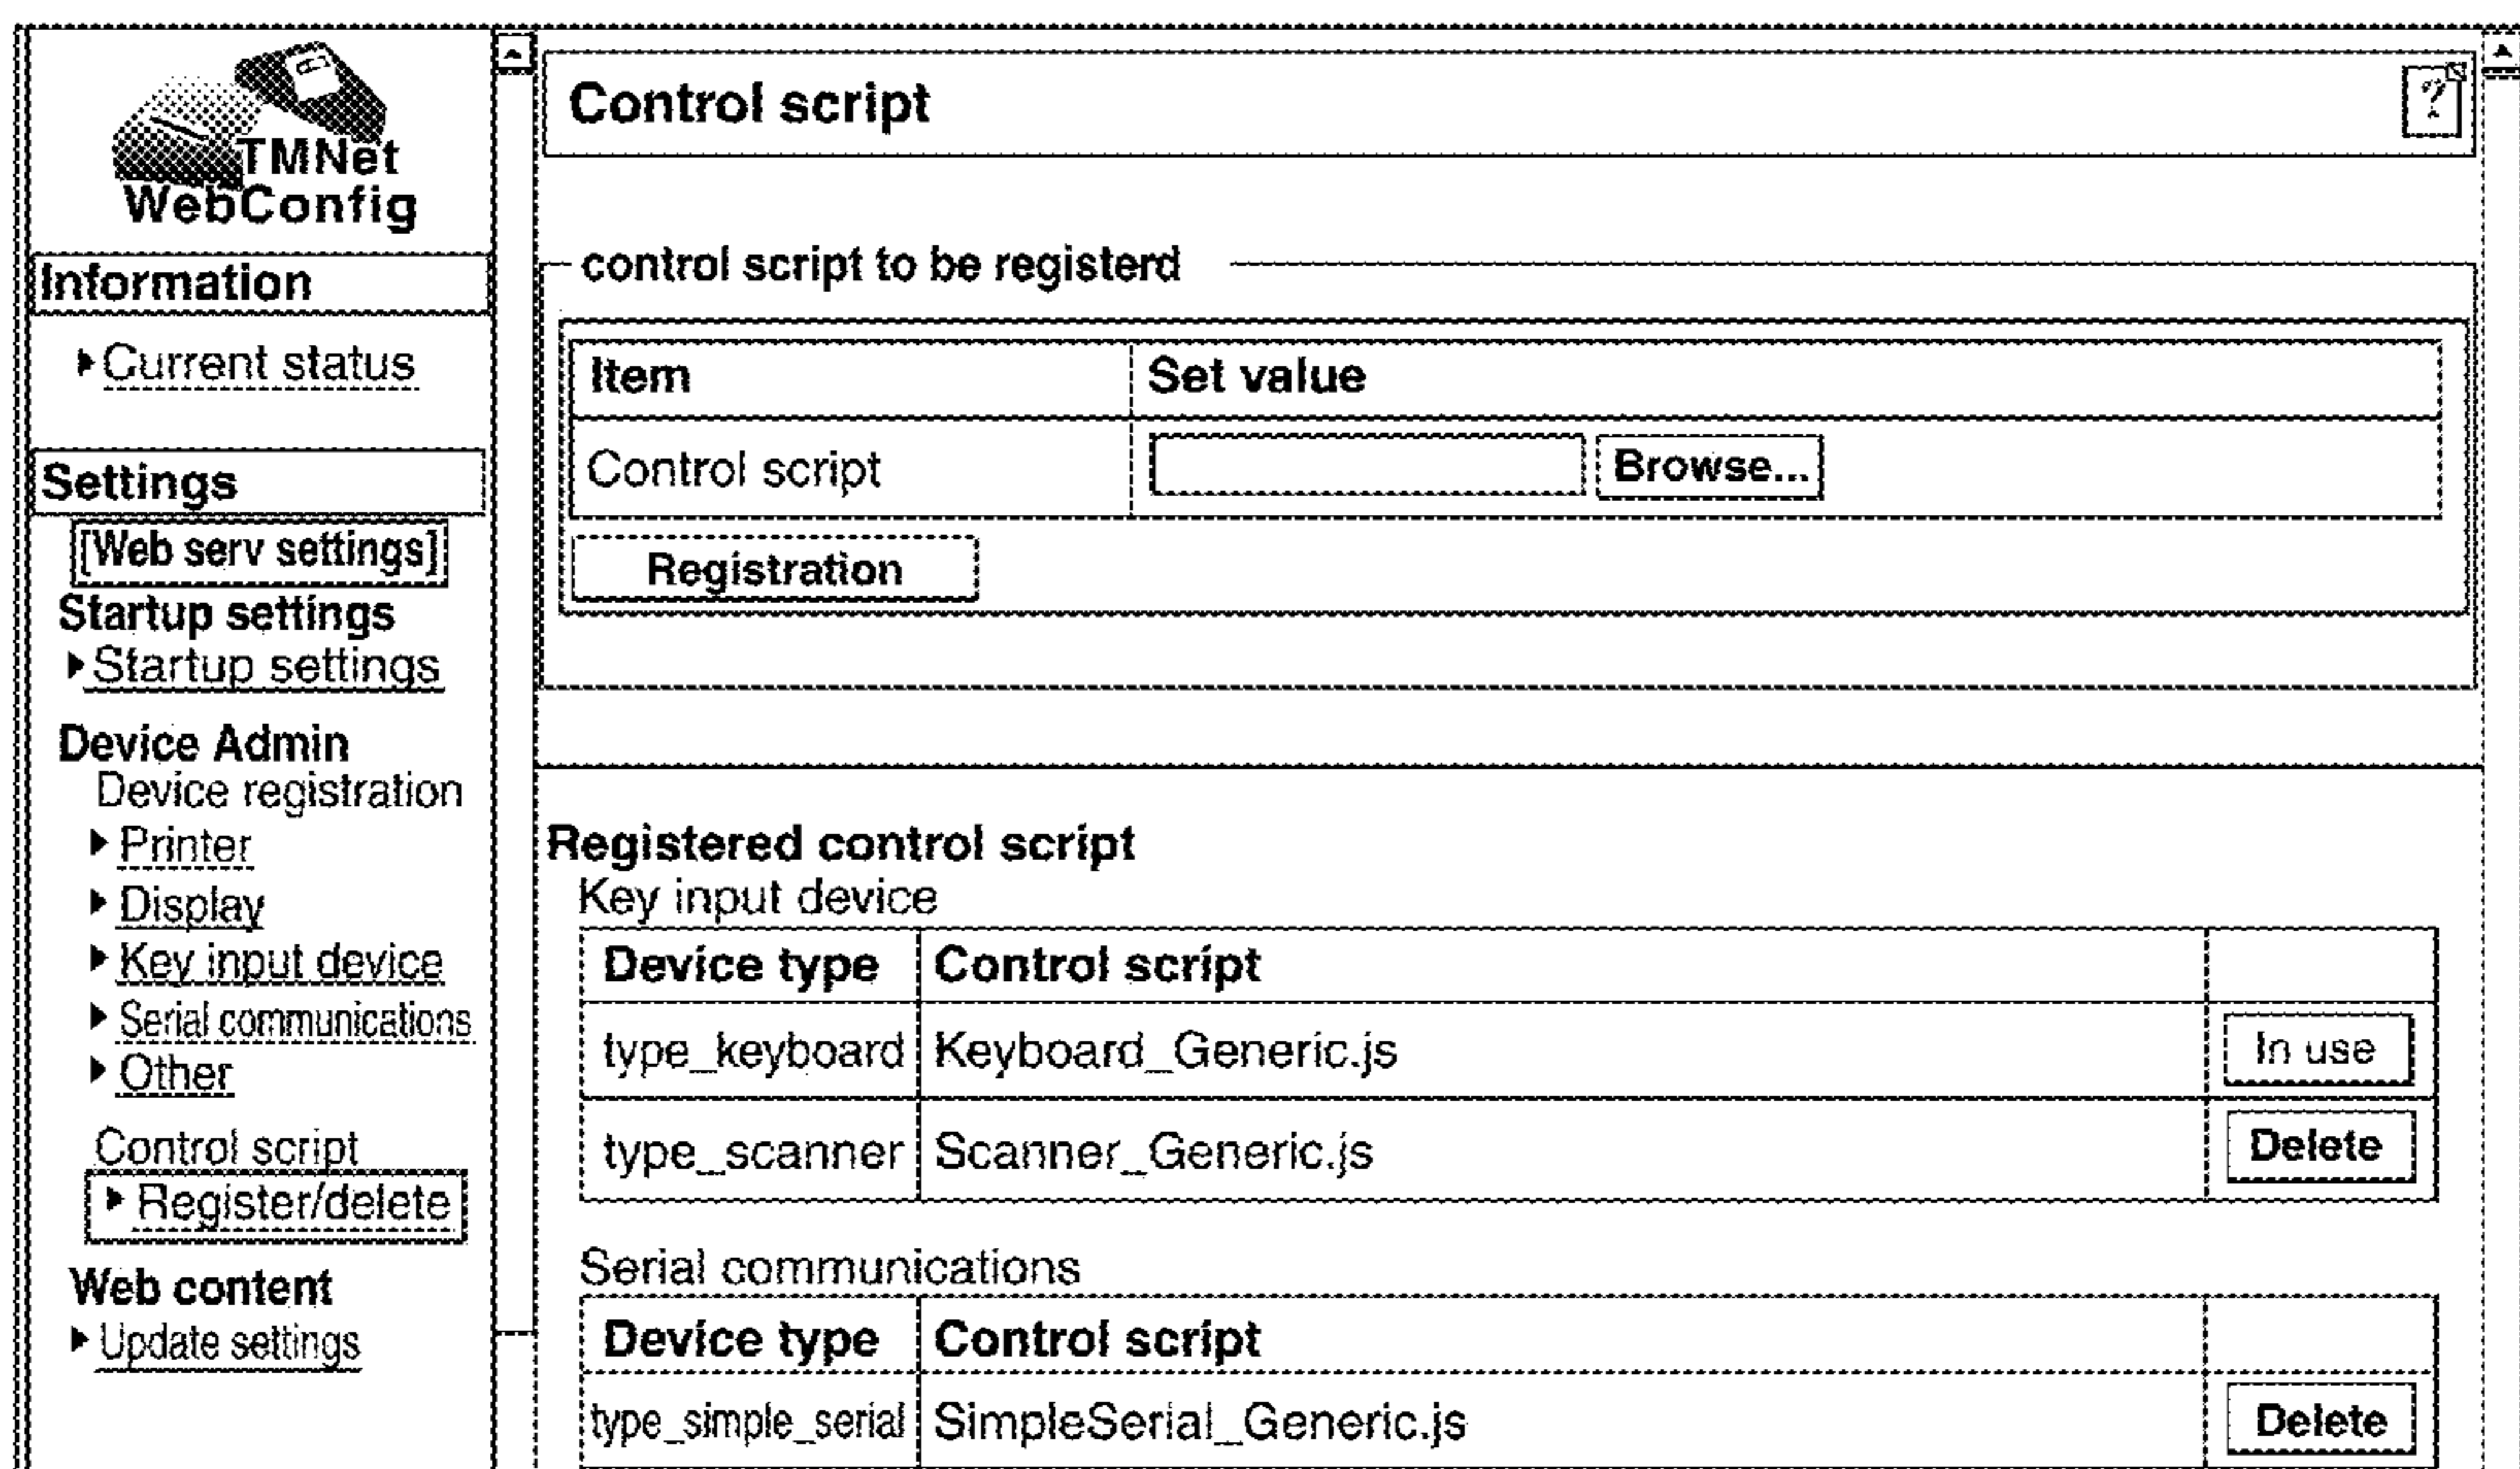 TMNet
WebConfig
Information
Current status
Settings
[Web serv settings]
Startup settings
Startup settings
Device Admin
Device registration
Printer
Display
Key input device
Serial communications
Other
Control script
Register/delete
Web content
Update settings
Control script
?
control script to be registerd
Item Set value
Control script Browse...
Registration
Registered control script
Key input device
Device type Control script
type_keyboard Keyboard_Generic.js In use
type_scanner Scanner_Generic.js Delete
Serial communications
Device type Control script
type_simple_serial SimpleSerial_Generic.js Delete